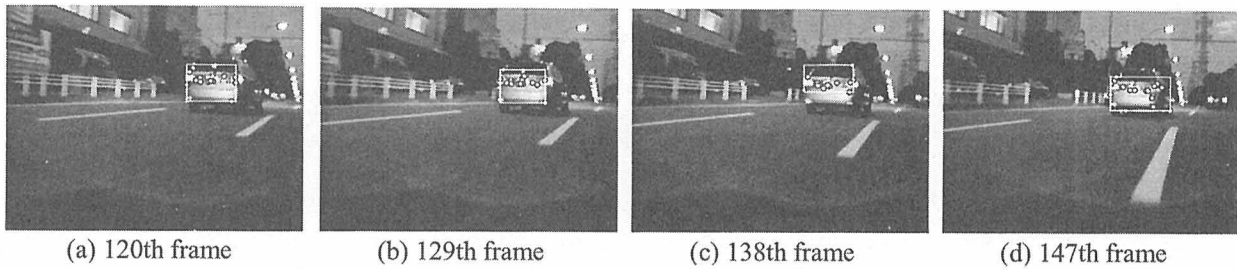 (a) 120th frame
(b) 129th frame
(c) 138th frame
(d) 147th frame